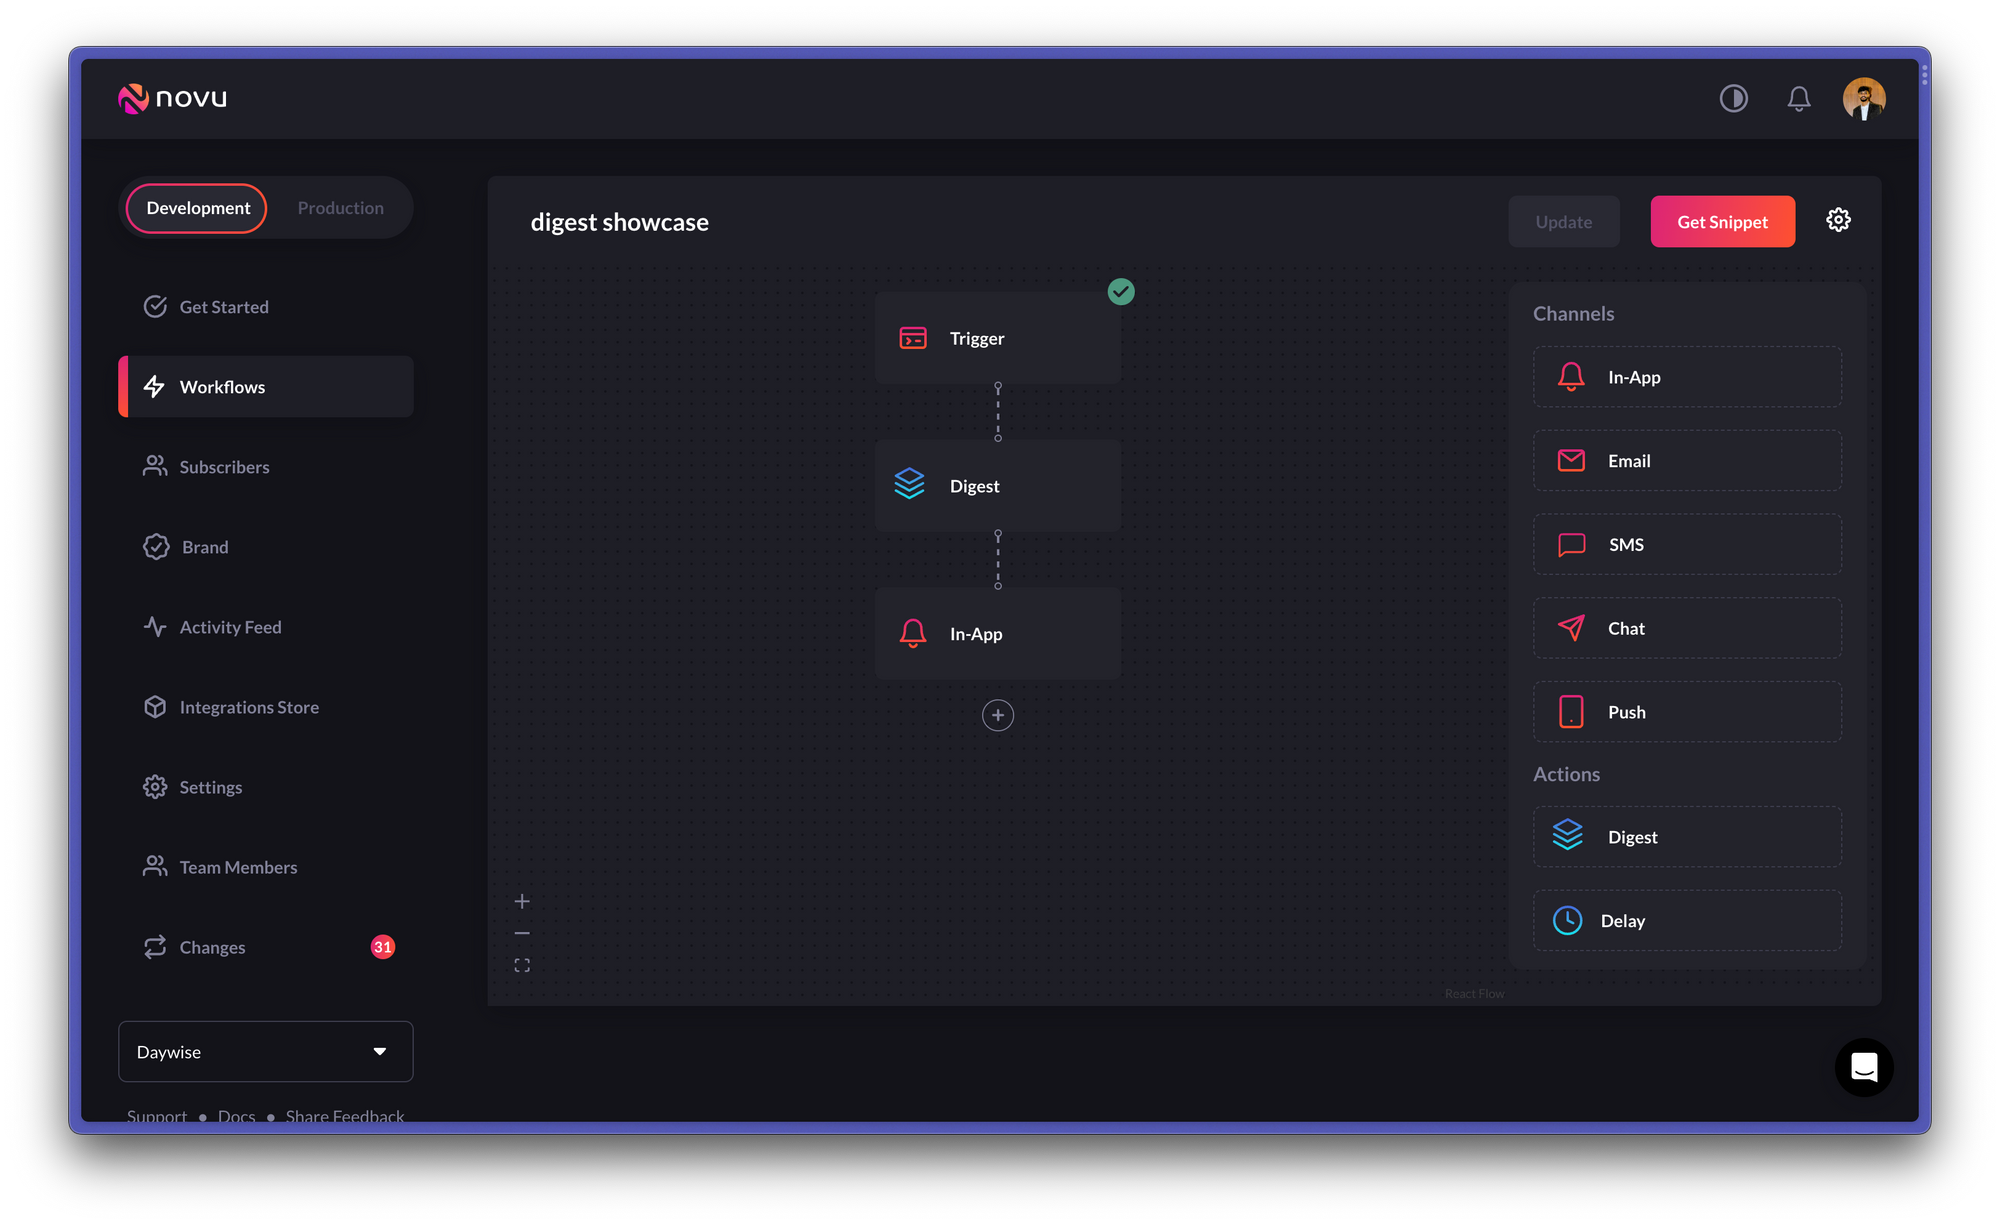 novu
Development
Production
Get Started
Workflows
Subscribers
Brand
Activity Feed
Integrations Store
Settings
Team Members
Changes
31
Daywise
Support • Docs • Share Feedback
digest showcase
Update
Get Snippet
Trigger
Digest
In-App
Channels
In-App
Email
SMS
Chat
Push
Actions
Digest
Delay
React Flow